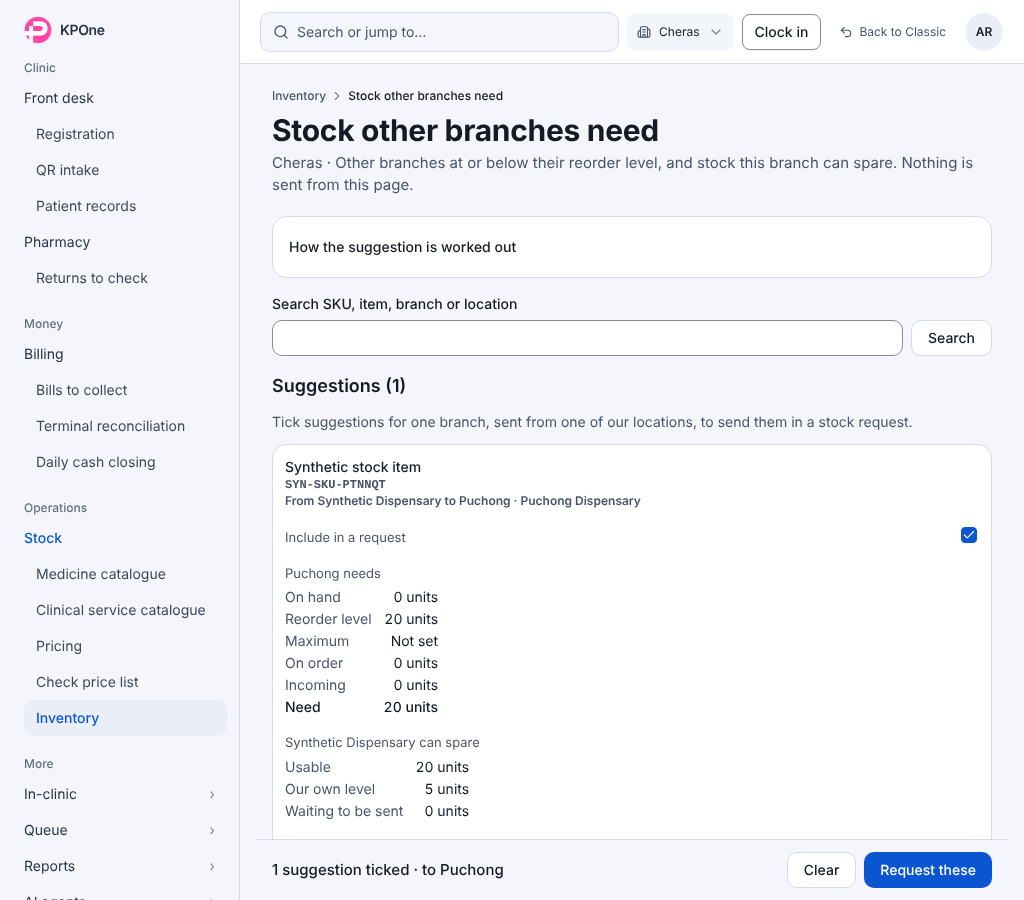 KPOne
Clinic
Front desk
Registration
QR intake
Patient records
Pharmacy
Returns to check
Money
Billing
Bills to collect
Terminal reconciliation
Daily cash closing
Operations
Stock
Medicine catalogue
Clinical service catalogue
Pricing
Check price list
Inventory
More
In-clinic
Queue
Reports
AI agents
Search or jump to...
Cheras
Clock in
Back to Classic
AR
Inventory > Stock other branches need
Stock other branches need
Cheras · Other branches at or below their reorder level, and stock this branch can spare. Nothing is
sent from this page.
How the suggestion is worked out
Search SKU, item, branch or location
Search
Suggestions (1)
Tick suggestions for one branch, sent from one of our locations, to send them in a stock request.
Synthetic stock item
SYN-SKU-PTNNQT
From Synthetic Dispensary to Puchong · Puchong Dispensary
Include in a request
Puchong needs
On hand 0 units
Reorder level 20 units
Maximum Not set
On order 0 units
Incoming 0 units
Need 20 units
Synthetic Dispensary can spare
Usable 20 units
Our own level 5 units
Waiting to be sent 0 units
1 suggestion ticked · to Puchong
Clear
Request these